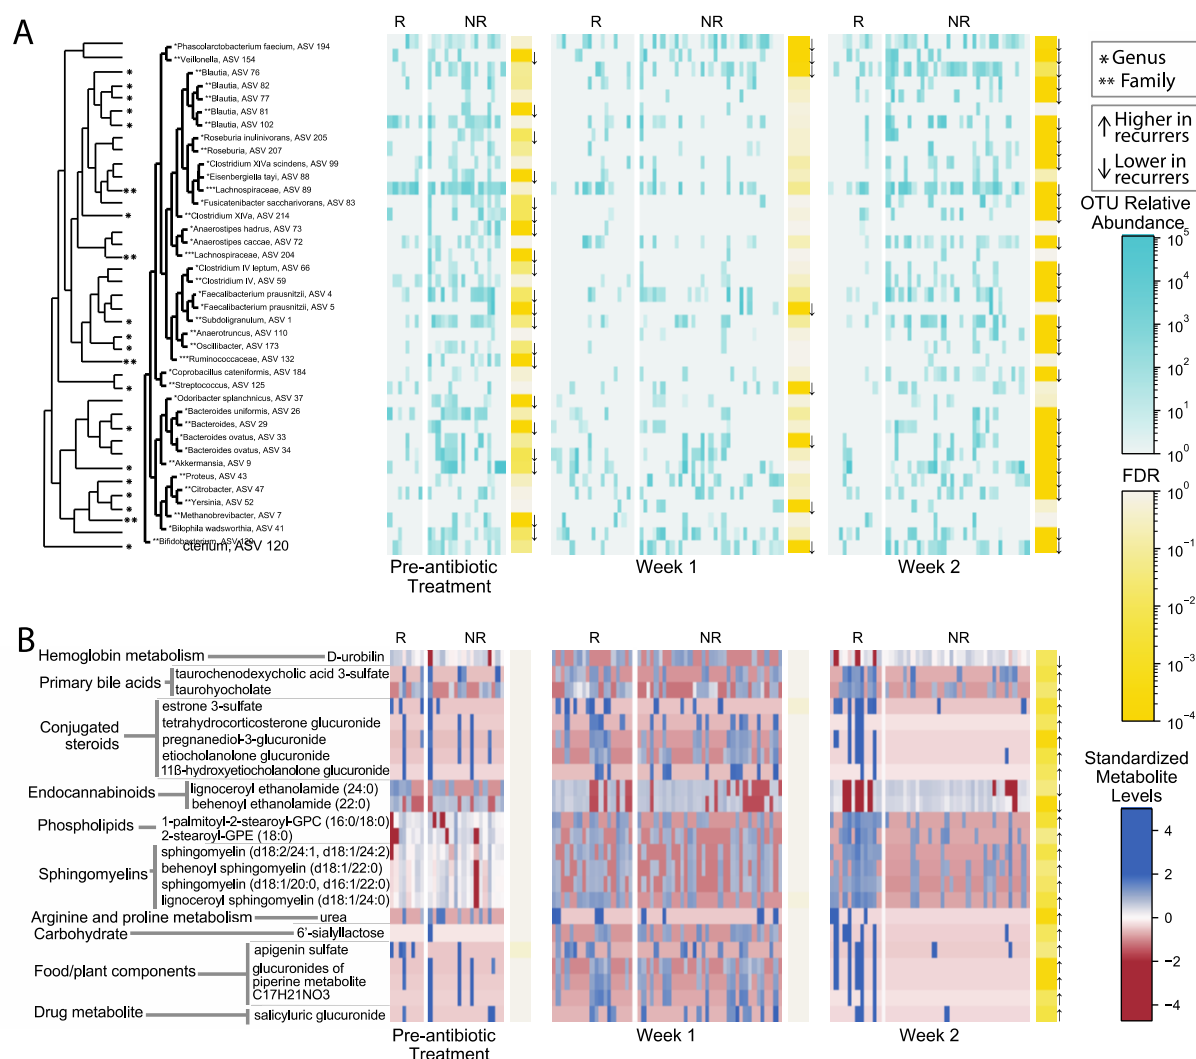 A
R NR R NR R NR
*Phascolarctobacterium faecium, ASV 194
**Veillonella, ASV 154
**Blautia, ASV 76
**Blautia, ASV 82
**Blautia, ASV 77
**Blautia, ASV 81
**Blautia, ASV 102
*Roseburia inulinivorans, ASV 205
**Roseburia, ASV 207
*Clostridium XIVa scindens, ASV 99
*Eisenbergiella tayi, ASV 88
***Lachnospiraceae, ASV 89
*Fusicatenibacter saccharivorans, ASV 83
**Clostridium XIVa, ASV 214
*Anaerostipes hadrus, ASV 73
*Anaerostipes caccae, ASV 72
***Lachnospiraceae, ASV 204
*Clostridium IV leptum, ASV 66
**Clostridium IV, ASV 59
*Faecalibacterium prausnitzii, ASV 4
*Faecalibacterium prausnitzii, ASV 5
**Subdoligranulum, ASV 1
**Anaerotruncus, ASV 110
**Oscillibacter, ASV 173
***Ruminococcaceae, ASV 132
*Coprobacillus cateniformis, ASV 184
**Streptococcus, ASV 125
*Odoribacter splanchnicus, ASV 37
*Bacteroides uniformis, ASV 26
**Bacteroides, ASV 29
*Bacteroides ovatus, ASV 33
*Bacteroides ovatus, ASV 34
**Akkermansia, ASV 9
**Proteus, ASV 43
**Citrobacter, ASV 47
**Yersinia, ASV 52
**Methanobrevibacter, ASV 7
*Bilophila wadsworthia, ASV 41
**Bifidobacterium, ASV 120
cterium, ASV 120
Pre-antibiotic
Treatment
Week 1
Week 2
* Genus
** Family
↑ Higher in
recurrers
↓ Lower in
recurrers
OTU Relative
Abundance
10⁵
10⁴
10³
10²
10¹
10⁰
FDR
10⁰
10⁻¹
10⁻²
10⁻³
10⁻⁴
Standardized
Metabolite
Levels
4
2
0
−2
−4
B
R NR R NR R NR
Hemoglobin metabolism D-urobilin
Primary bile acids
taurochenodexycholic acid 3-sulfate
taurohyocholate
Conjugated
steroids
estrone 3-sulfate
tetrahydrocorticosterone glucuronide
pregnanediol-3-glucuronide
etiocholanolone glucuronide
11ß-hydroxyetiocholanolone glucuronide
Endocannabinoids
lignoceroyl ethanolamide (24:0)
behenoyl ethanolamide (22:0)
Phospholipids
1-palmitoyl-2-stearoyl-GPC (16:0/18:0)
2-stearoyl-GPE (18:0)
Sphingomyelins
sphingomyelin (d18:2/24:1, d18:1/24:2)
behenoyl sphingomyelin (d18:1/22:0)
sphingomyelin (d18:1/20:0, d16:1/22:0)
lignoceryl sphingomyelin (d18:1/24:0)
Arginine and proline metabolism urea
Carbohydrate 6'-sialyllactose
Food/plant components
apigenin sulfate
glucuronides of
piperine metabolite
C17H21NO3
Drug metabolite salicyluric glucuronide
Pre-antibiotic
Treatment
Week 1
Week 2